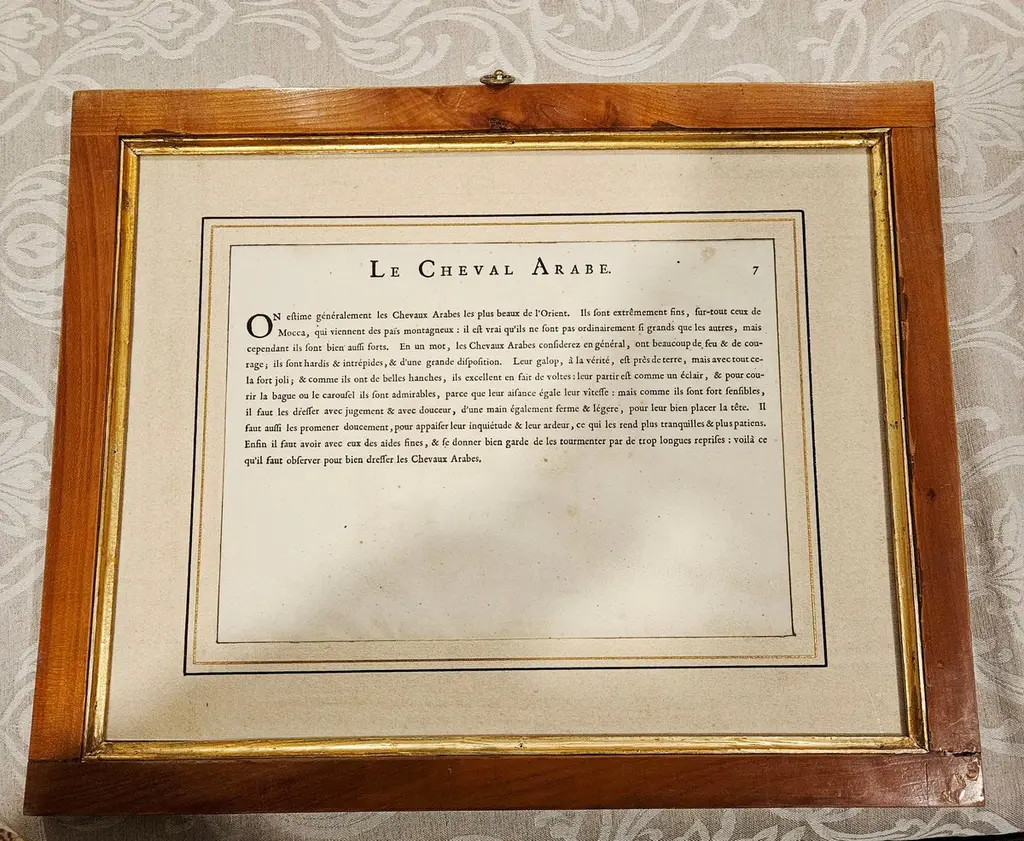 LE CHEVAL ARABE. 7
ON eſtime généralement les Chevaux Arabes les plus beaux de l'Orient. Ils ſont extrêmement fins, ſur-tout ceux de
Mocca, qui viennent des païs montagneux : il eſt vrai qu'ils ne ſont pas ordinairement ſi grands que les autres, mais
cependant ils ſont bien auſſi forts. En un mot, les Chevaux Arabes conſiderez en général, ont beaucoup de feu & de cou-
rage; ils ſont hardis & intrépides, & d'une grande diſpoſition. Leur galop, à la vérité, eſt près de terre, mais avec tout ce-
la fort joli; & comme ils ont de belles hanches, ils excellent en fait de voltes: leur partir eſt comme un éclair, & pour cou-
rir la bague ou le carouſel ils ſont admirables, parce que leur aiſance égale leur vîteſſe : mais comme ils ſont fort ſenſibles,
il faut les dreſſer avec jugement & avec douceur, d'une main également ferme & légere, pour leur bien placer la tête. Il
faut auſſi les promener doucement, pour appaiſer leur inquiétude & leur ardeur, ce qui les rend plus tranquilles & plus patiens.
Enfin il faut avoir avec eux des aides fines, & ſe donner bien garde de les tourmenter par de trop longues repriſes : voilà ce
qu'il faut obſerver pour bien dreſſer les Chevaux Arabes.